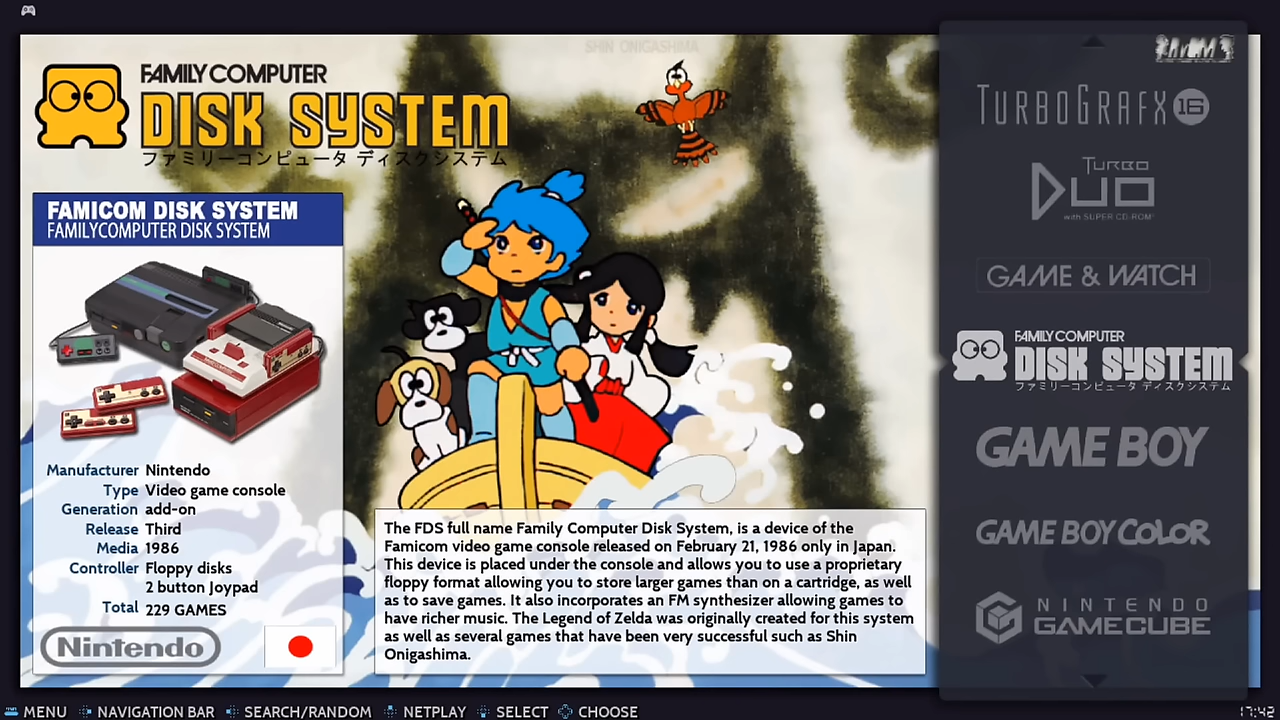 SHIN ONIGASHIMA
FAMILY COMPUTER
DISK SYSTEM
ファミリーコンピュータ ディスクシステム
FAMICOM DISK SYSTEM
FAMILYCOMPUTER DISK SYSTEM
Manufacturer Nintendo
Type Video game console
Generation add-on
Release Third
Media 1986
Controller Floppy disks
2 button Joypad
Total 229 GAMES
Nintendo
The FDS full name Family Computer Disk System, is a device of the
Famicom video game console released on February 21, 1986 only in Japan.
This device is placed under the console and allows you to use a proprietary
floppy format allowing you to store larger games than on a cartridge, as well
as to save games. It also incorporates an FM synthesizer allowing games to
have richer music. The Legend of Zelda was originally created for this system
as well as several games that have been very successful such as Shin
Onigashima.
TURBOGRAFX 16
TURBO
DUO
with SUPER CD-ROM²
GAME & WATCH
FAMILY COMPUTER
DISK SYSTEM
ファミリーコンピュータ ディスクシステム
GAME BOY
GAME BOY COLOR
NINTENDO
GAMECUBE
MENU NAVIGATION BAR SEARCH/RANDOM NETPLAY SELECT CHOOSE
17:42